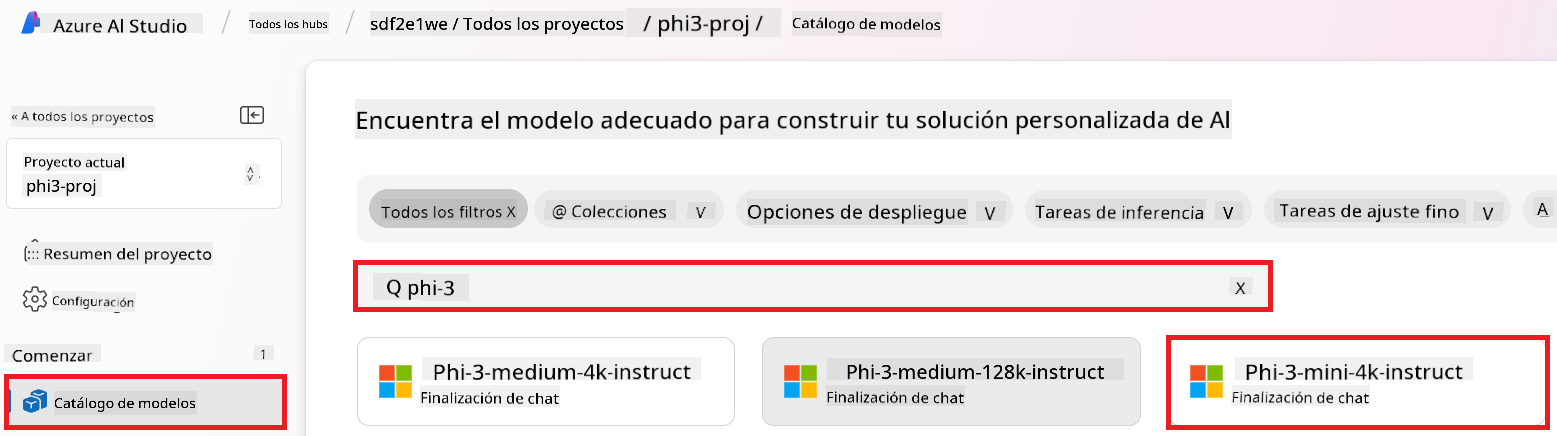 Azure AI Studio / Todos los hubs / sdf2e1we / Todos los proyectos / phi3-proj / Catálogo de modelos
« A todos los proyectos
Proyecto actual
phi3-proj
Resumen del proyecto
Configuración
Comenzar 1
Catálogo de modelos
Encuentra el modelo adecuado para construir tu solución personalizada de AI
Todos los filtros X @ Colecciones V Opciones de despliegue V Tareas de inferencia V Tareas de ajuste fino V A
Q phi-3 X
Phi-3-medium-4k-instruct
Finalización de chat
Phi-3-medium-128k-instruct
Finalización de chat
Phi-3-mini-4k-instruct
Finalización de chat